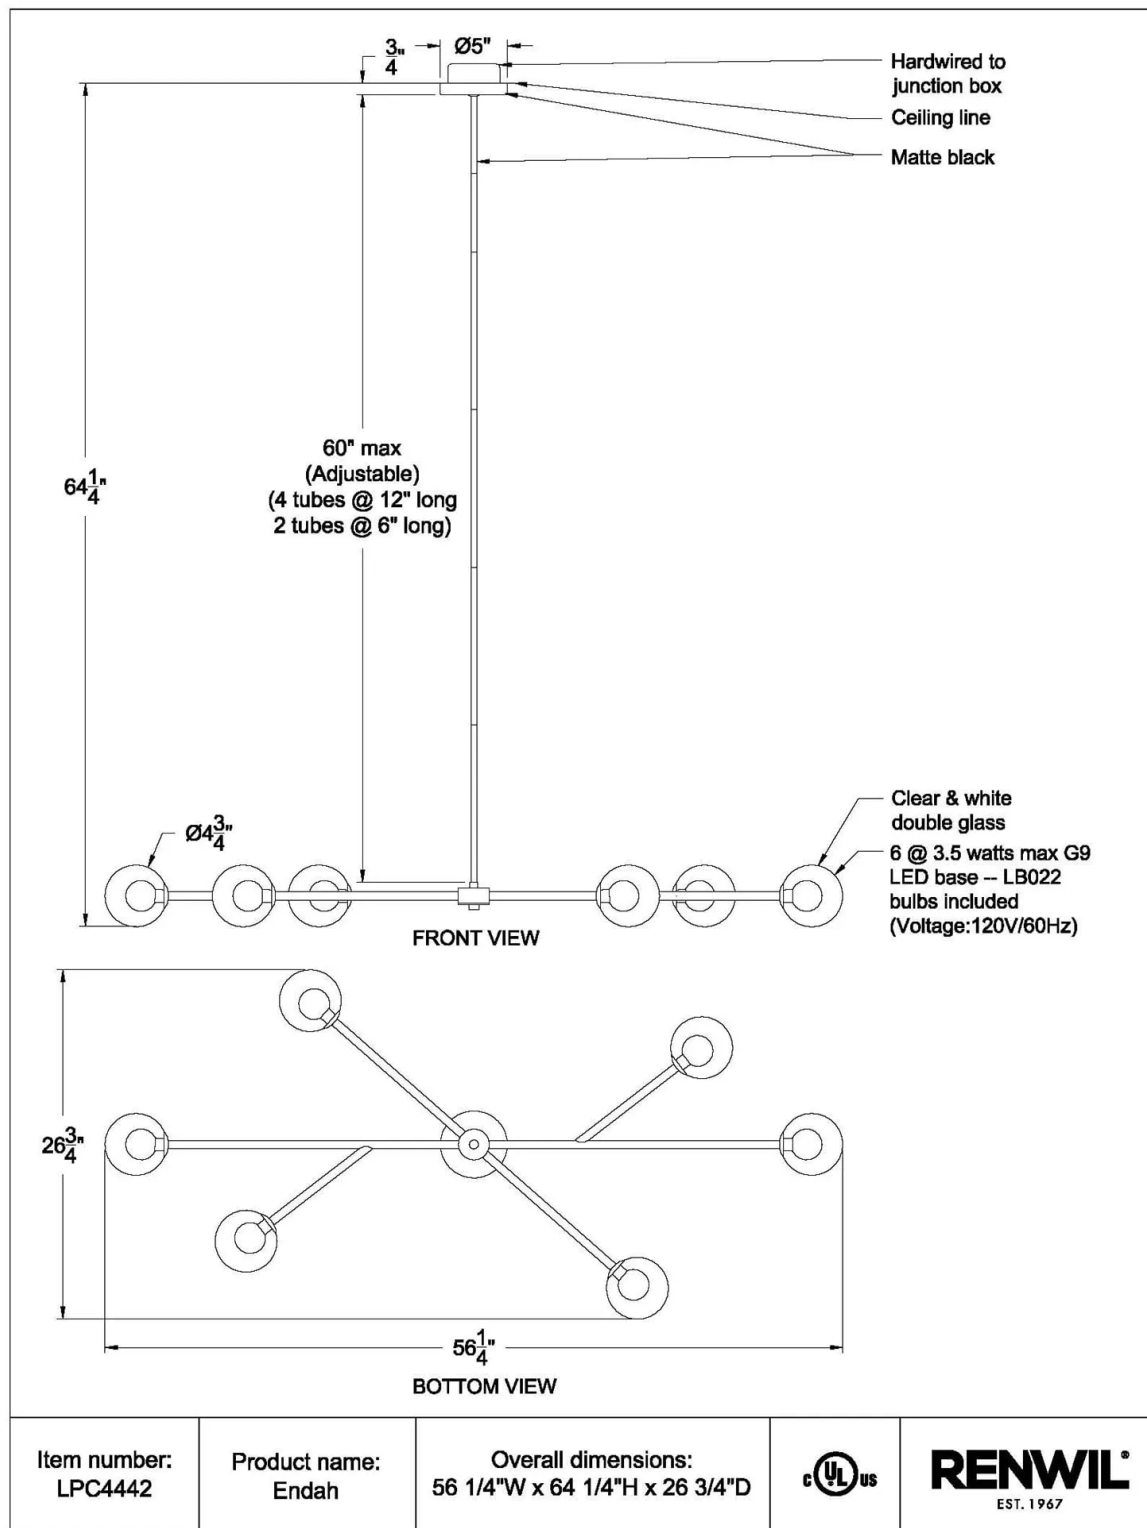 3/4"
Ø5"
Hardwired to
junction box
Ceiling line
Matte black
60" max
(Adjustable)
(4 tubes @ 12" long
2 tubes @ 6" long)
64 1/4"
Ø4 3/4"
Clear & white
double glass
6 @ 3.5 watts max G9
LED base -- LB022
bulbs included
(Voltage:120V/60Hz)
FRONT VIEW
26 3/4"
56 1/4"
BOTTOM VIEW
Item number:
LPC4442
Product name:
Endah
Overall dimensions:
56 1/4"W x 64 1/4"H x 26 3/4"D
c UL us
RENWIL®
EST. 1967